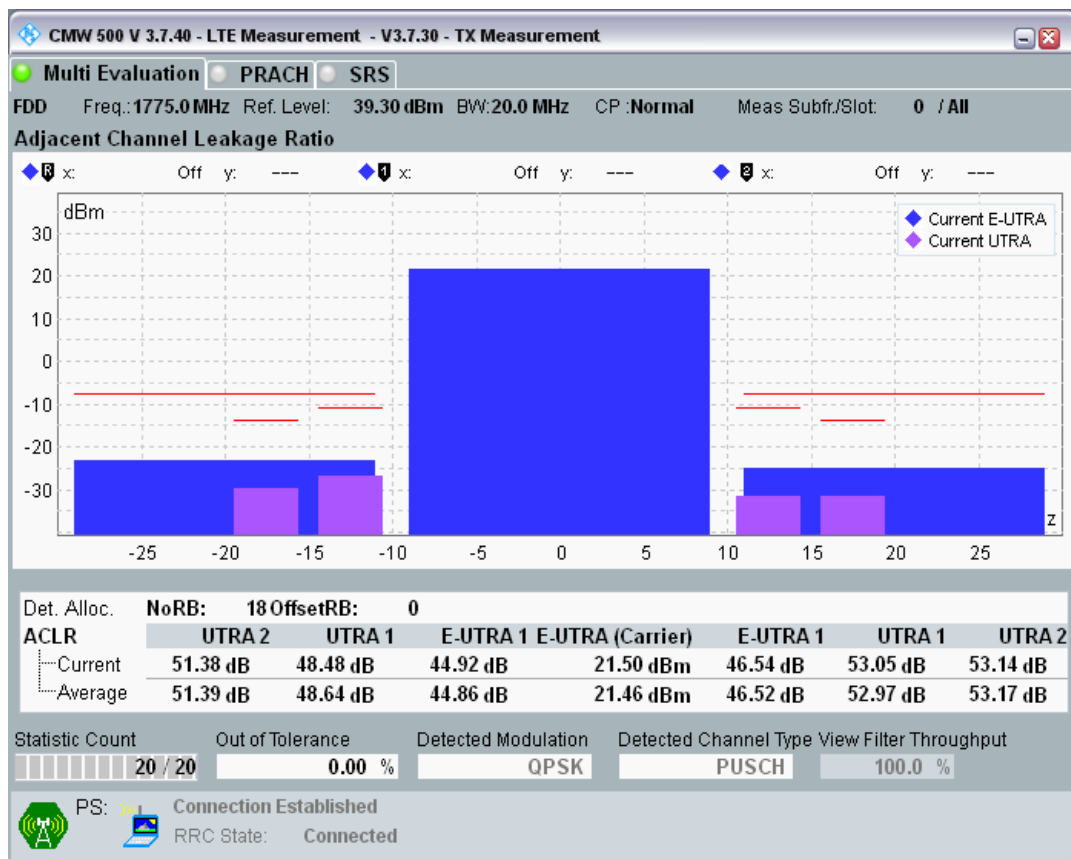 CMW 500 V 3.7.40 - LTE Measurement - V3.7.30 - TX Measurement
Multi Evaluation PRACH SRS
FDD Freq.:1775.0 MHz Ref. Level: 39.30 dBm BW:20.0 MHz CP :Normal Meas Subfr./Slot: 0 / All
Adjacent Channel Leakage Ratio
R x: Off y: --- 1 x: Off y: --- 2 x: Off y: ---
dBm
Current E-UTRA
Current UTRA
30
20
10
0
-10
-20
-30
z
-25 -20 -15 -10 -5 0 5 10 15 20 25
Det. Alloc. NoRB: 18 OffsetRB: 0
ACLR UTRA 2 UTRA 1 E-UTRA 1 E-UTRA (Carrier) E-UTRA 1 UTRA 1 UTRA 2
Current 51.38 dB 48.48 dB 44.92 dB 21.50 dBm 46.54 dB 53.05 dB 53.14 dB
Average 51.39 dB 48.64 dB 44.86 dB 21.46 dBm 46.52 dB 52.97 dB 53.17 dB
Statistic Count Out of Tolerance Detected Modulation Detected Channel Type View Filter Throughput
20 / 20 0.00 % QPSK PUSCH 100.0 %
PS: Connection Established
RRC State: Connected